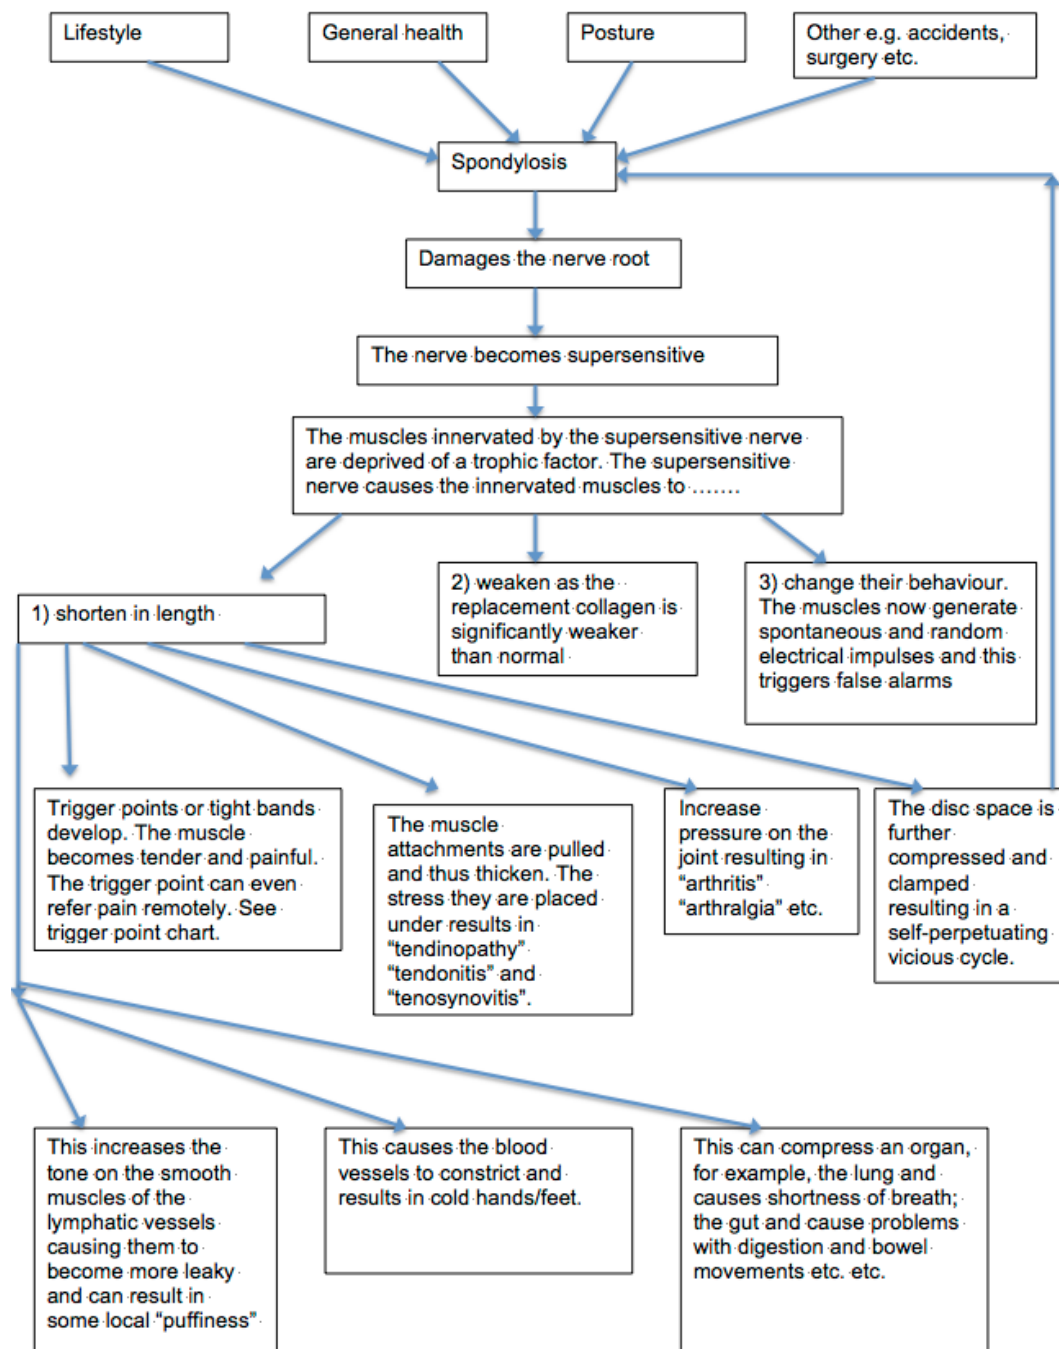 Lifestyle
General health
Posture
Other e.g. accidents,
surgery etc.
Spondylosis
Damages the nerve root
The nerve becomes supersensitive
The muscles innervated by the supersensitive nerve
are deprived of a trophic factor. The supersensitive
nerve causes the innervated muscles to …….
1) shorten in length
2) weaken as the
replacement collagen is
significantly weaker
than normal
3) change their behaviour.
The muscles now generate
spontaneous and random
electrical impulses and this
triggers false alarms
Trigger points or tight bands
develop. The muscle
becomes tender and painful.
The trigger point can even
refer pain remotely. See
trigger point chart.
The muscle
attachments are pulled
and thus thicken. The
stress they are placed
under results in
“tendinopathy”
“tendonitis” and
“tenosynovitis”.
Increase
pressure on the
joint resulting in
“arthritis”
“arthralgia” etc.
The disc space is
further
compressed and
clamped
resulting in a
self-perpetuating
vicious cycle.
This increases the
tone on the smooth
muscles of the
lymphatic vessels
causing them to
become more leaky
and can result in
some local “puffiness”
This causes the blood
vessels to constrict and
results in cold hands/feet.
This can compress an organ,
for example, the lung and
causes shortness of breath;
the gut and cause problems
with digestion and bowel
movements etc. etc.